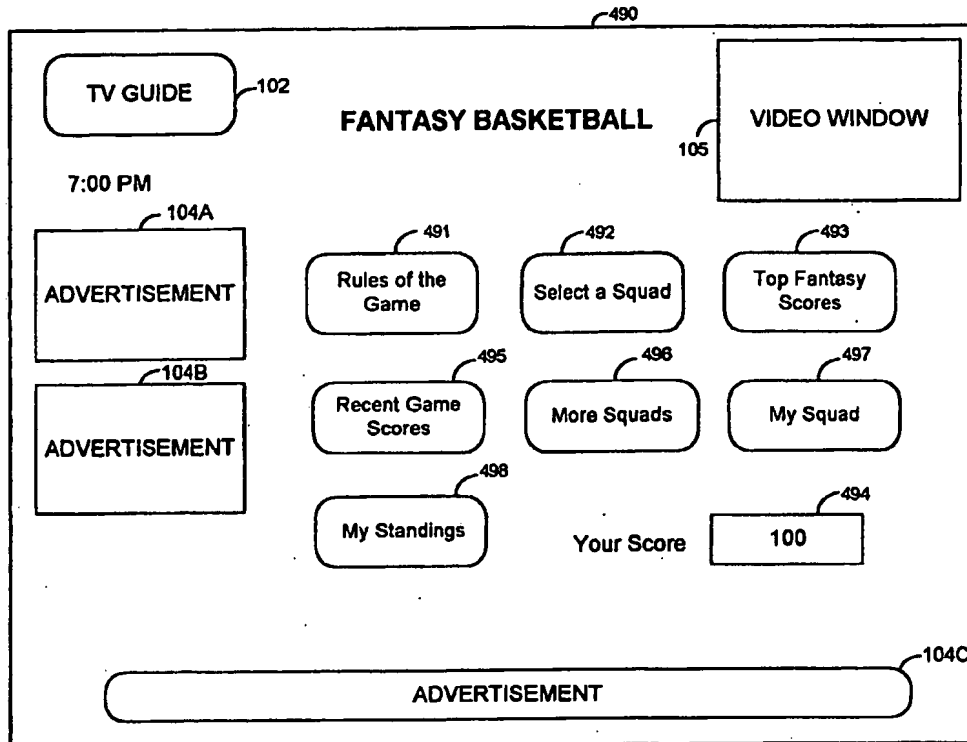 490
TV GUIDE
102
FANTASY BASKETBALL
VIDEO WINDOW
105
7:00 PM
104A
ADVERTISEMENT
491
Rules of the
Game
492
Select a Squad
493
Top Fantasy
Scores
104B
ADVERTISEMENT
495
Recent Game
Scores
496
More Squads
497
My Squad
498
My Standings
Your Score
494
100
104C
ADVERTISEMENT